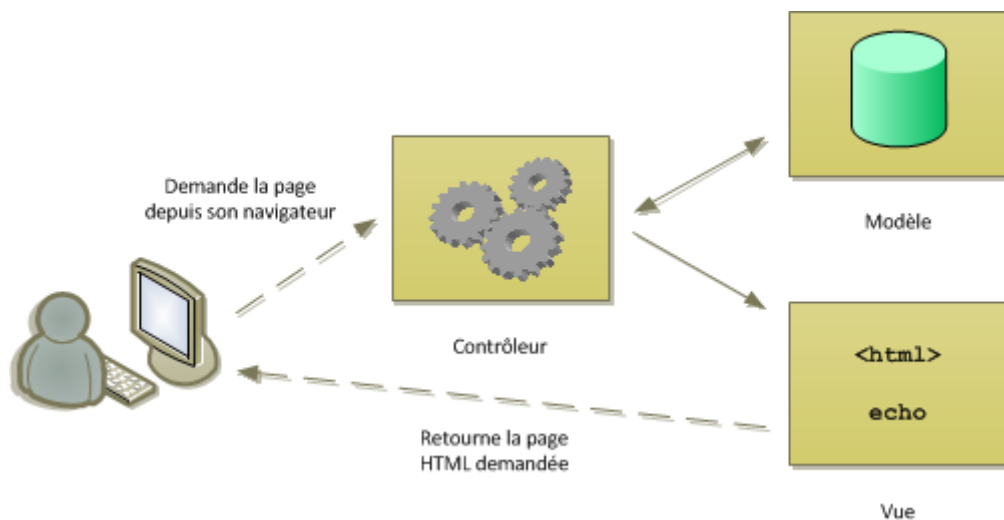 Demande la page
depuis son navigateur
Contrôleur
Modèle
<html>
echo
Retourne la page
HTML demandée
Vue